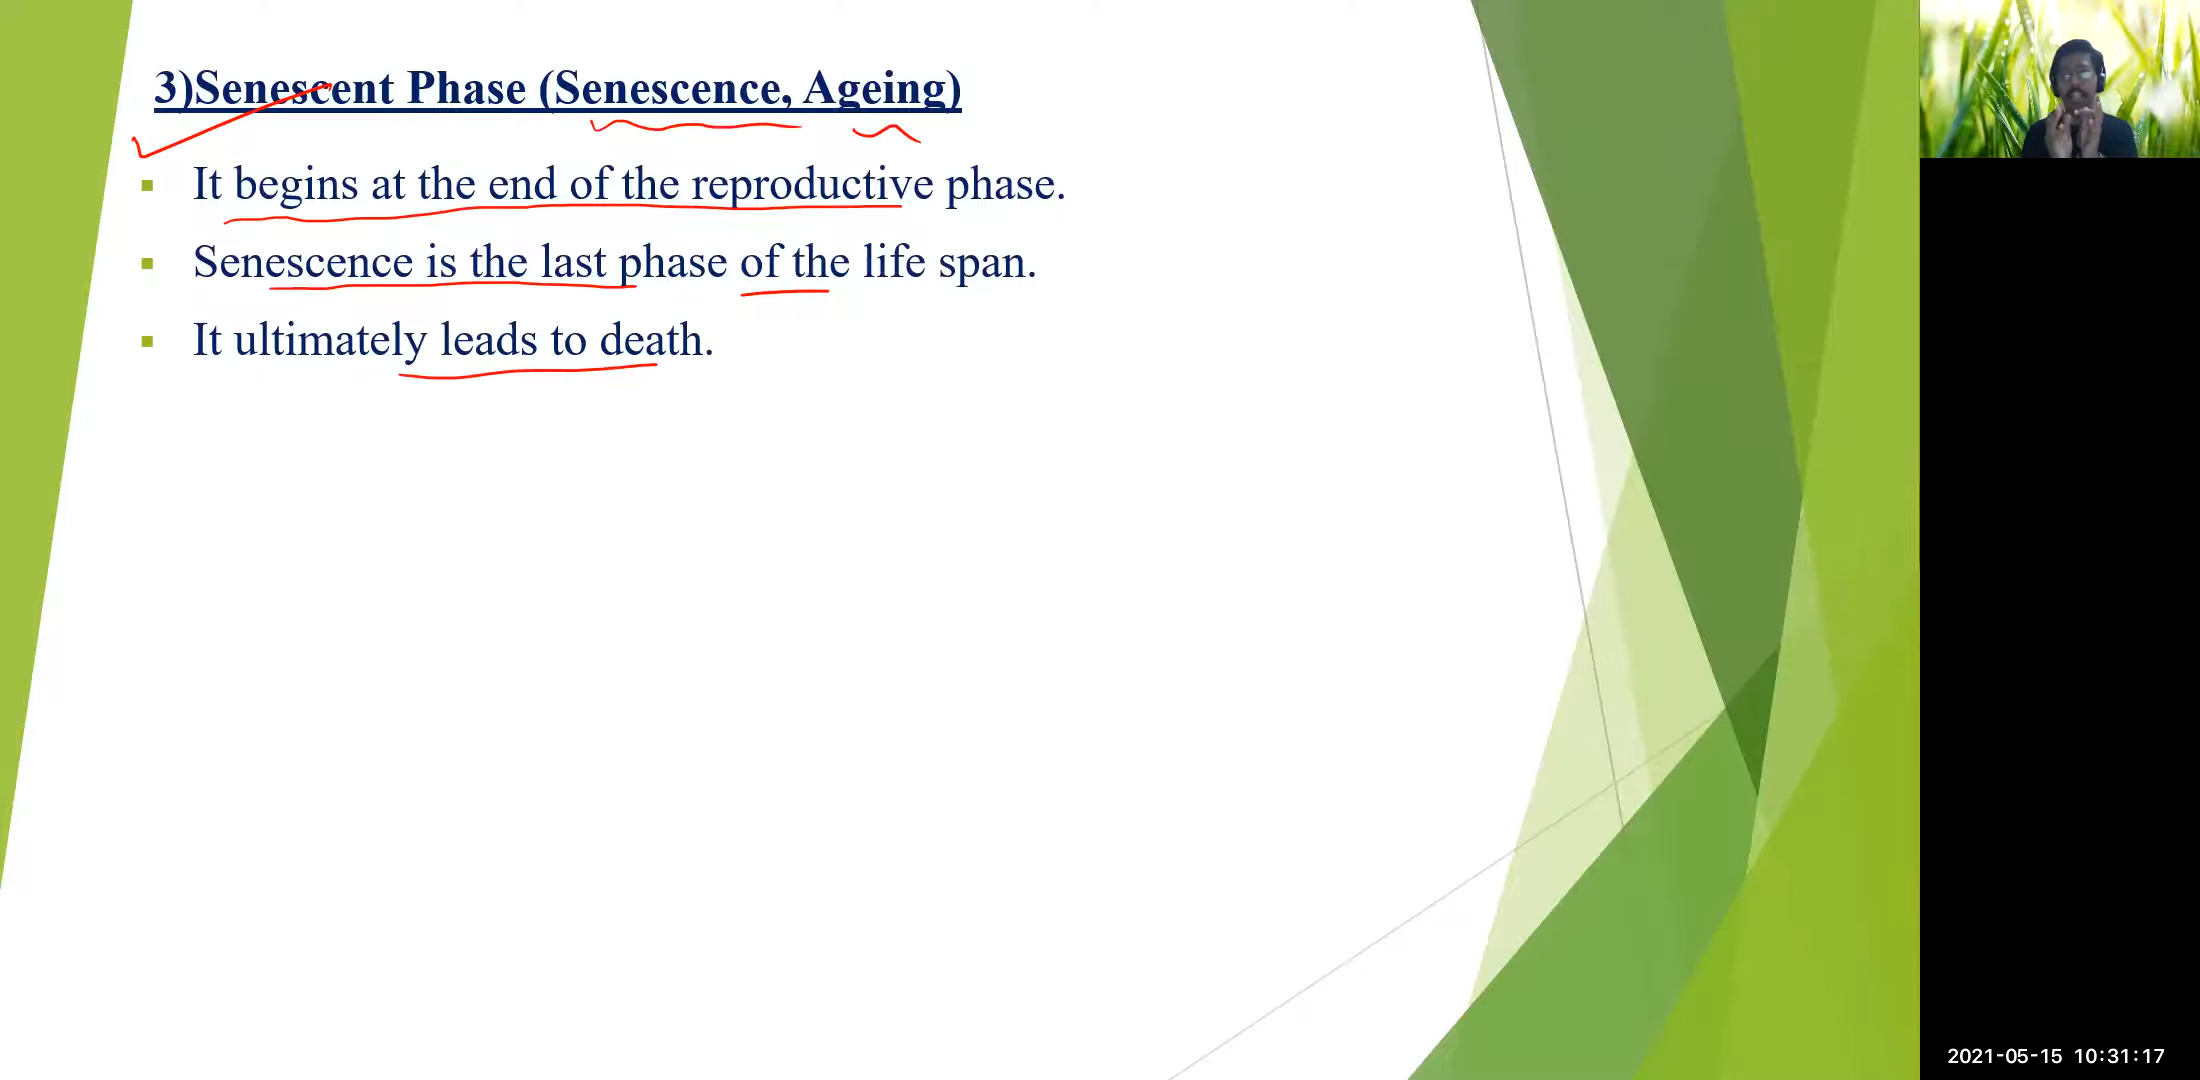 3)Senescent Phase (Senescence, Ageing)
It begins at the end of the reproductive phase.
Senescence is the last phase of the life span.
It ultimately leads to death.
2021-05-15 10:31:17